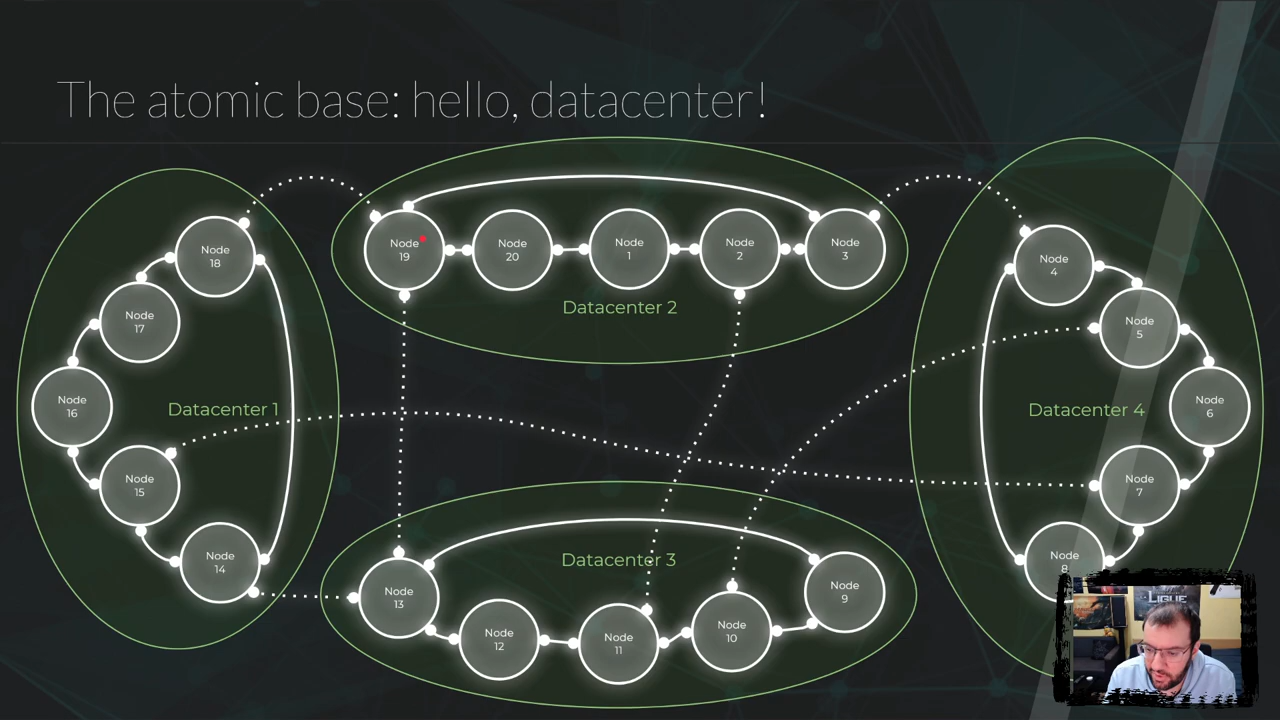 The atomic base: hello, datacenter!
Node
18
Node
17
Node
16
Node
15
Node
14
Datacenter 1
Node
19
Node
20
Node
1
Node
2
Node
3
Datacenter 2
Node
13
Node
12
Node
11
Node
10
Node
9
Datacenter 3
Node
4
Node
5
Node
6
Node
7
Node
8
Datacenter 4
LIGUE